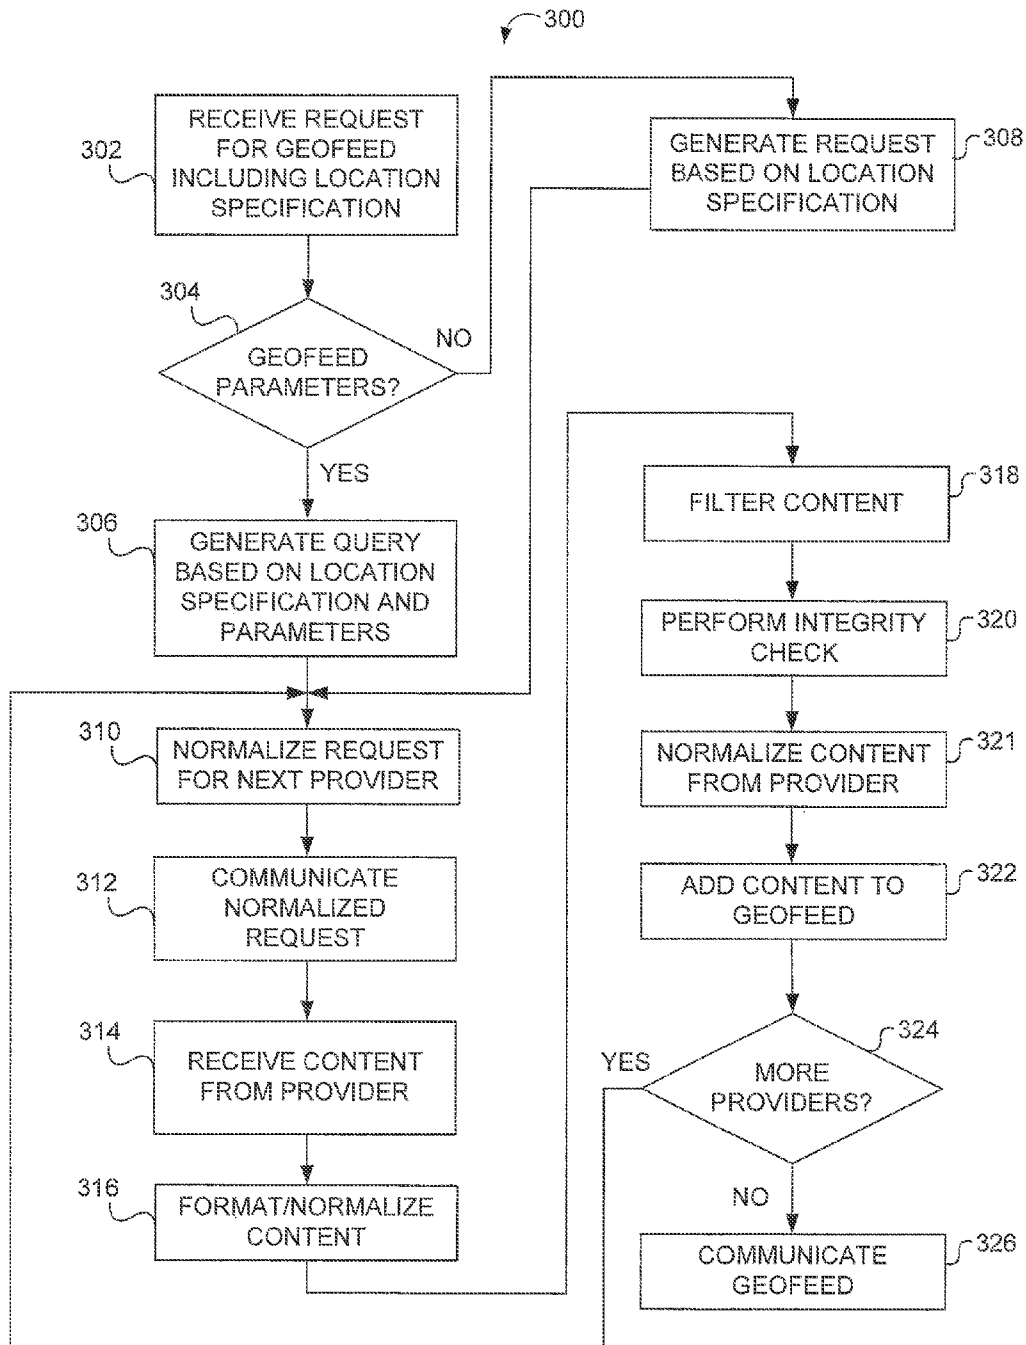 300
302
RECEIVE REQUEST
FOR GEOFEED
INCLUDING LOCATION
SPECIFICATION
304
GEOFEED
PARAMETERS?
NO
YES
308
GENERATE REQUEST
BASED ON LOCATION
SPECIFICATION
306
GENERATE QUERY
BASED ON LOCATION
SPECIFICATION AND
PARAMETERS
310
NORMALIZE REQUEST
FOR NEXT PROVIDER
312
COMMUNICATE
NORMALIZED
REQUEST
314
RECEIVE CONTENT
FROM PROVIDER
316
FORMAT/NORMALIZE
CONTENT
318
FILTER CONTENT
320
PERFORM INTEGRITY
CHECK
321
NORMALIZE CONTENT
FROM PROVIDER
322
ADD CONTENT TO
GEOFEED
324
MORE
PROVIDERS?
YES
NO
326
COMMUNICATE
GEOFEED